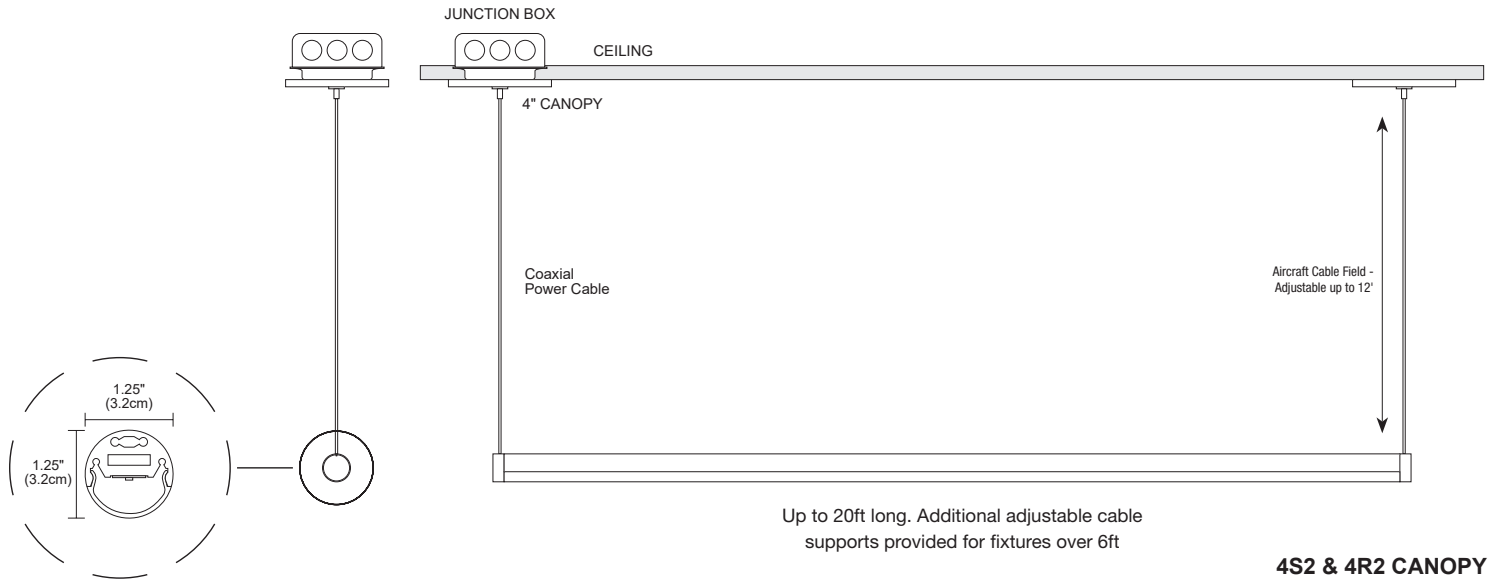 JUNCTION BOX
CEILING
4" CANOPY
Coaxial
Power Cable
Aircraft Cable Field -
Adjustable up to 12'
1.25"
(3.2cm)
1.25"
(3.2cm)
Up to 20ft long. Additional adjustable cable
supports provided for fixtures over 6ft
4S2 & 4R2 CANOPY